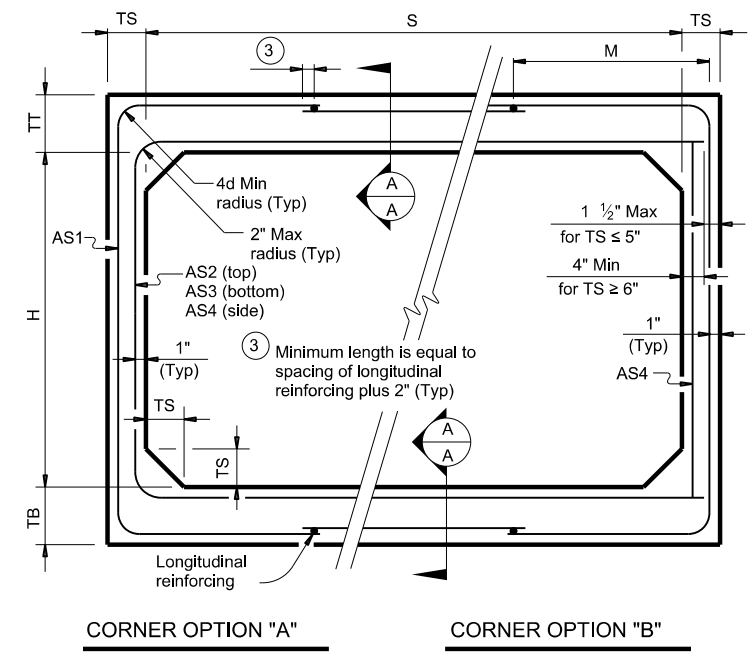 TS
S
TS
3
M
TT
4d Min
radius (Typ)
A
A
2" Max
radius (Typ)
1 ½" Max
for TS ≤ 5"
AS1
AS2 (top)
AS3 (bottom)
AS4 (side)
4" Min
for TS ≥ 6"
H
1"
(Typ)
3
Minimum length is equal to
spacing of longitudinal
reinforcing plus 2" (Typ)
1"
(Typ)
AS4
TS
A
A
TS
TB
Longitudinal
reinforcing
CORNER OPTION "A"
CORNER OPTION "B"